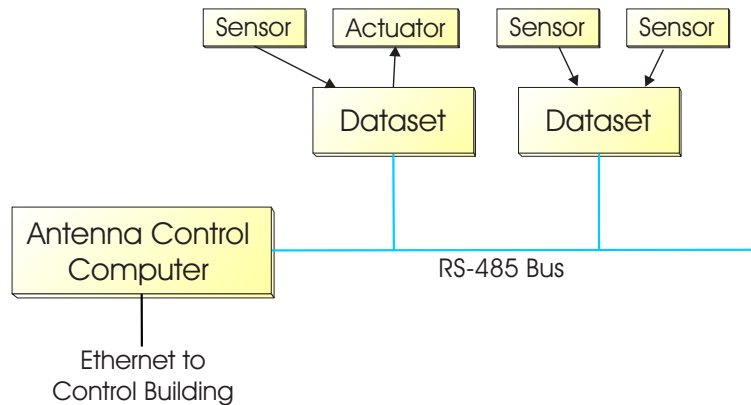 Sensor
Actuator
Sensor
Sensor
Dataset
Dataset
Antenna Control
Computer
RS-485 Bus
Ethernet to
Control Building